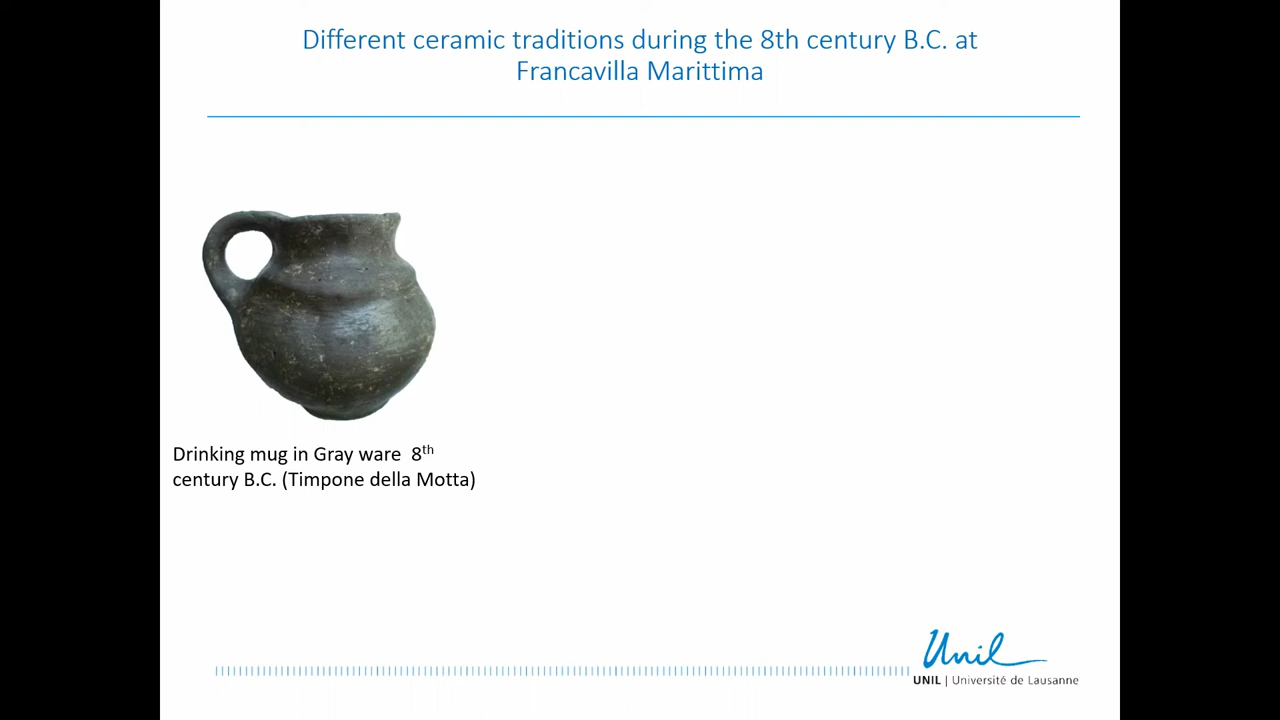 Different ceramic traditions during the 8th century B.C. at
Francavilla Marittima
Drinking mug in Gray ware 8th
century B.C. (Timpone della Motta)
Unil
UNIL | Université de Lausanne